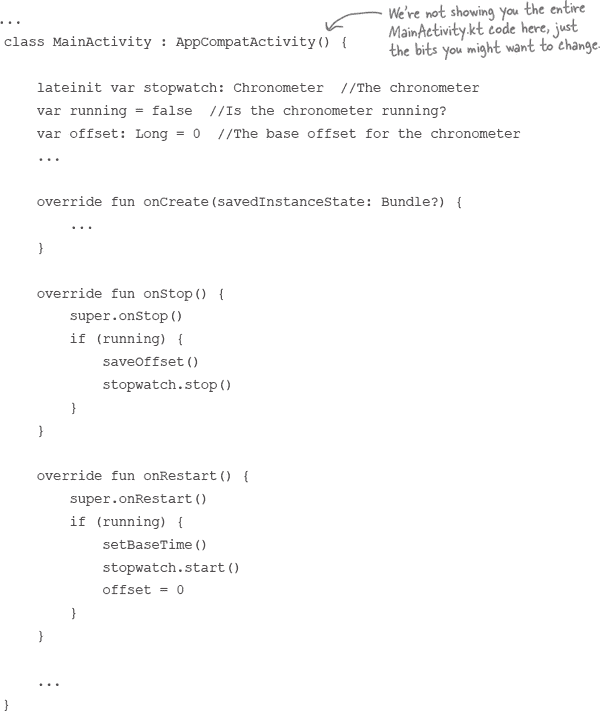 ...
We're not showing you the entire
MainActivity.kt code here, just
the bits you might want to change.
class MainActivity : AppCompatActivity() {
    lateinit var stopwatch: Chronometer  //The chronometer
    var running = false  //Is the chronometer running?
    var offset: Long = 0  //The base offset for the chronometer
    ...
    override fun onCreate(savedInstanceState: Bundle?) {
        ...
    }
    override fun onStop() {
        super.onStop()
        if (running) {
            saveOffset()
            stopwatch.stop()
        }
    }
    override fun onRestart() {
        super.onRestart()
        if (running) {
            setBaseTime()
            stopwatch.start()
            offset = 0
        }
    }
    ...
}